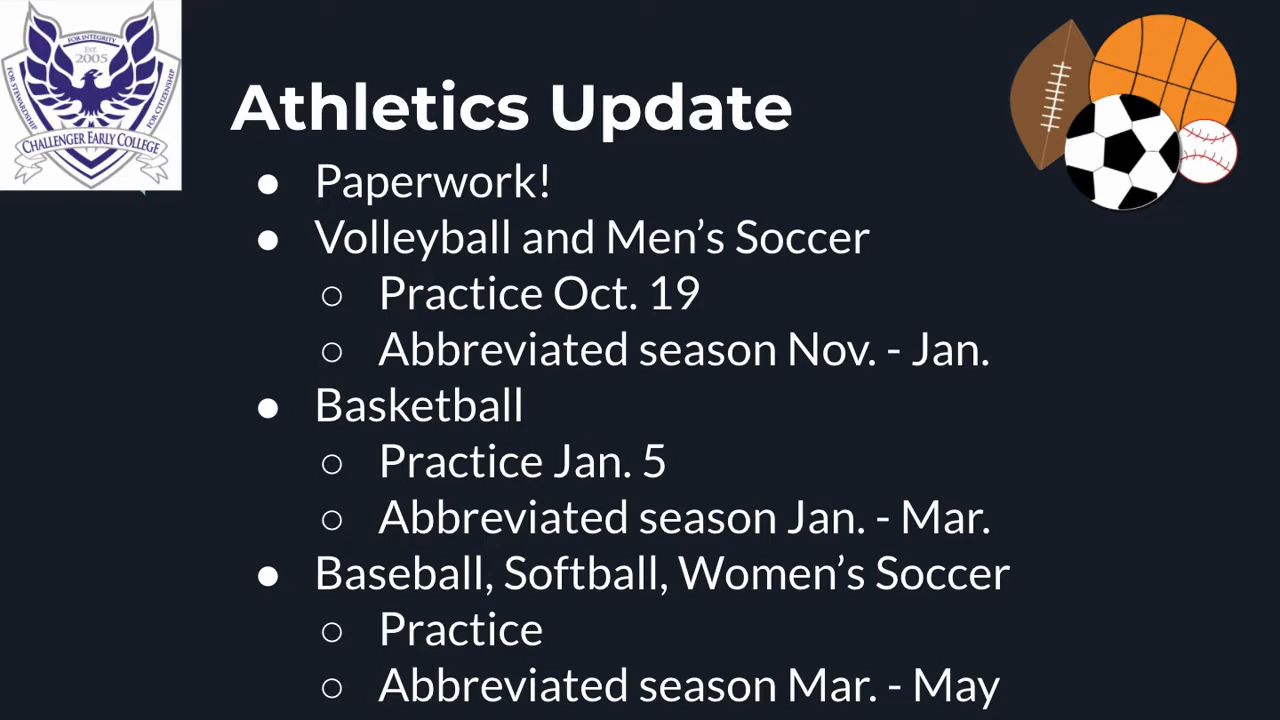 FOR INTEGRITY
Est.
2005
FOR STEWARDSHIP
FOR CITIZENSHIP
CHALLENGER EARLY COLLEGE
Athletics Update
● Paperwork!
● Volleyball and Men’s Soccer
○ Practice Oct. 19
○ Abbreviated season Nov. - Jan.
● Basketball
○ Practice Jan. 5
○ Abbreviated season Jan. - Mar.
● Baseball, Softball, Women’s Soccer
○ Practice
○ Abbreviated season Mar. - May